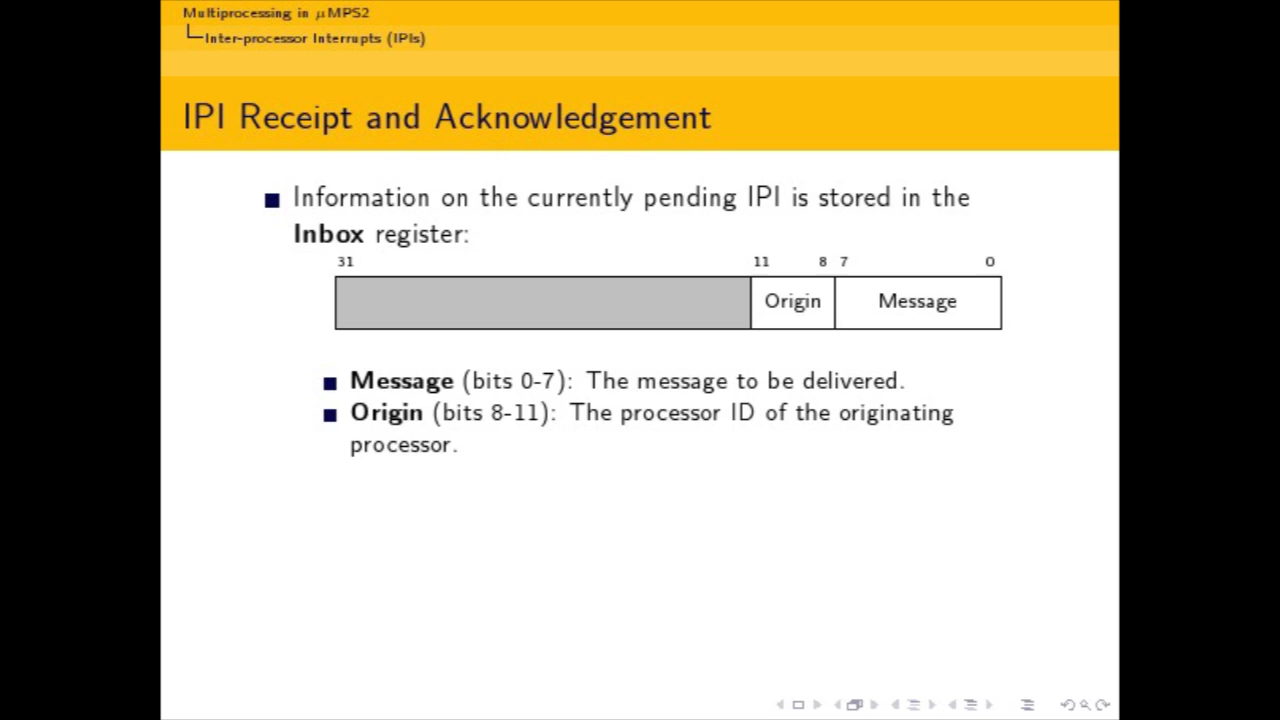 Multiprocessing in μMPS2
Inter-processor Interrupts (IPIs)
IPI Receipt and Acknowledgement
Information on the currently pending IPI is stored in the
Inbox register:
31 11 8 7 0
Origin Message
Message (bits 0-7): The message to be delivered.
Origin (bits 8-11): The processor ID of the originating
processor.